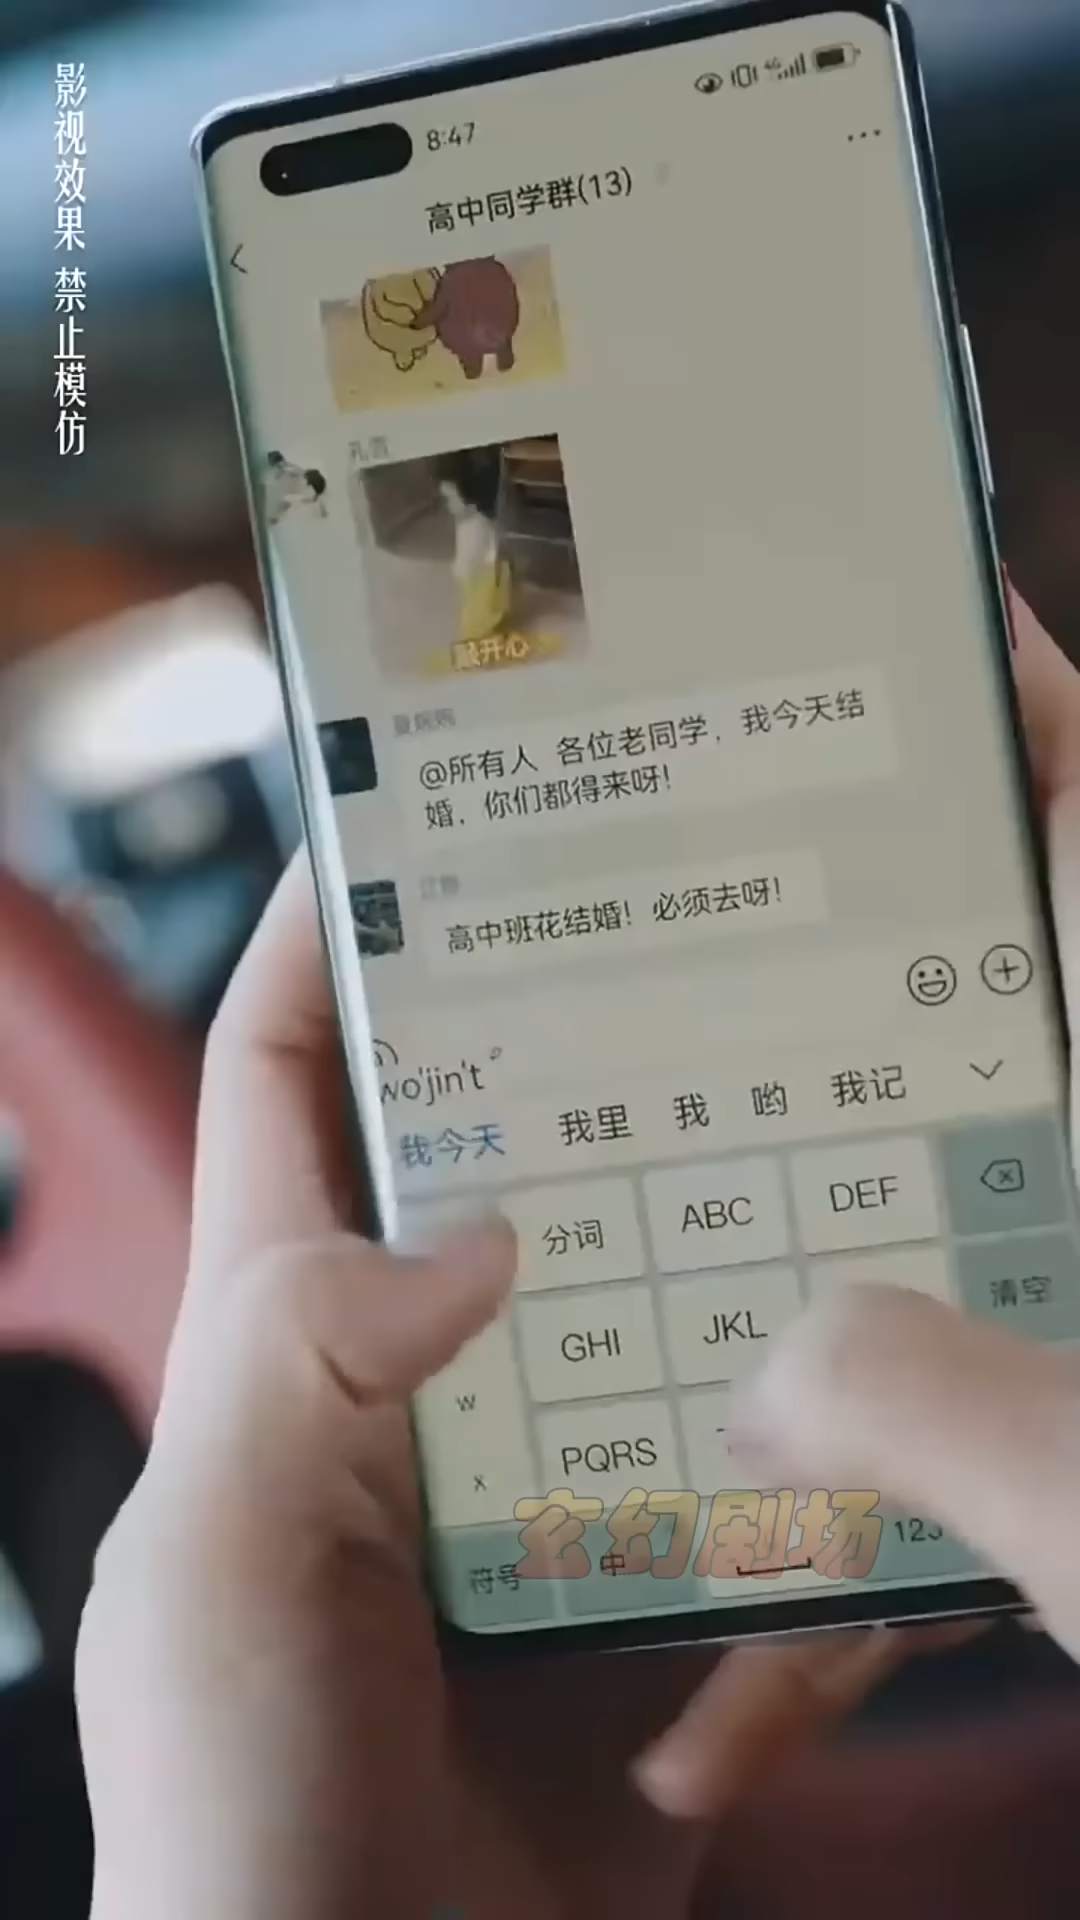 影视效果 禁止模仿
8:47
4G
高中同学群(13)
敲开心
@所有人 各位老同学，我今天结
婚，你们都得来呀！
高中班花结婚！必须去呀！
wo'jin't
我今天 我里 我 哟 我记
分词 ABC DEF
GHI JKL 清空
W
PQRS
X
符号 中 123
玄幻剧场